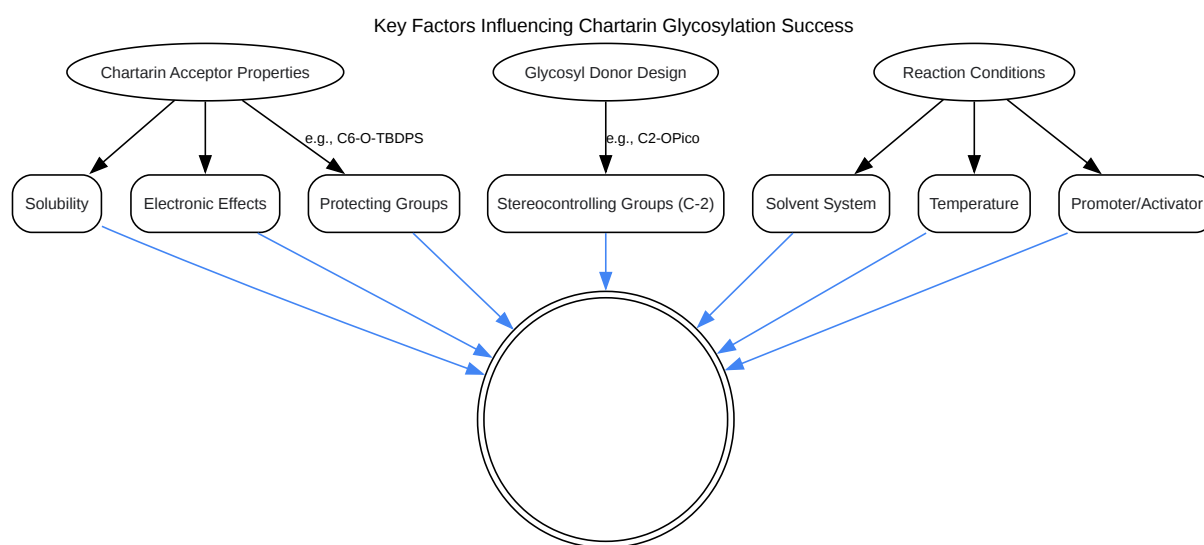 Key Factors Influencing Chartarin Glycosylation Success
Chartarin Acceptor Properties
Glycosyl Donor Design
Reaction Conditions
e.g., C6-O-TBDPS
e.g., C2-OPico
Solubility
Electronic Effects
Protecting Groups
Stereocontrolling Groups (C-2)
Solvent System
Temperature
Promoter/Activator